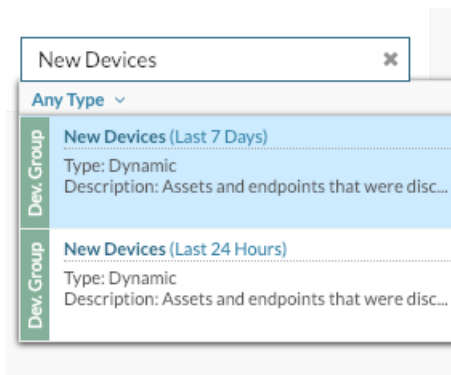 New Devices ✖
Any Type
Dev. Group
New Devices (Last 7 Days)
Type: Dynamic
Description: Assets and endpoints that were disc...
Dev. Group
New Devices (Last 24 Hours)
Type: Dynamic
Description: Assets and endpoints that were disc...